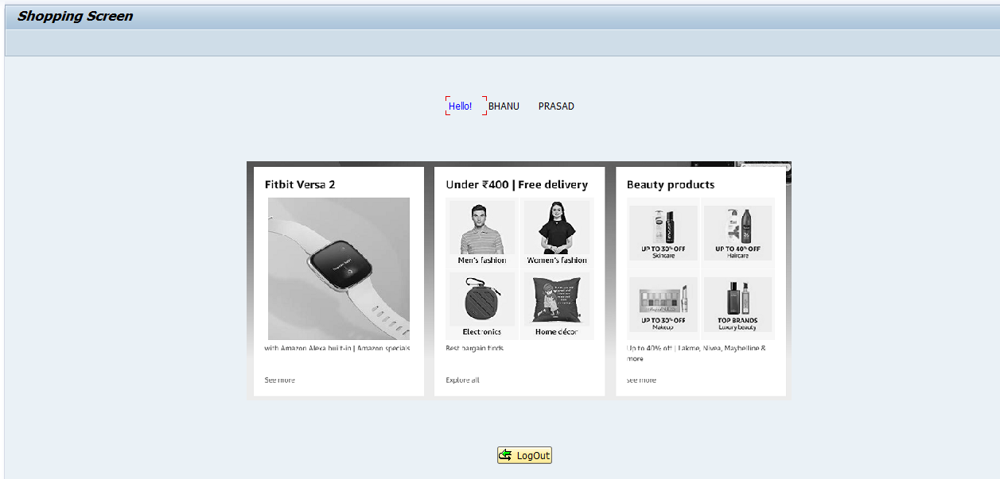 Shopping Screen
Hello! BHANU PRASAD
Fitbit Versa 2
with Amazon Alexa built-in | Amazon specials
See more
Under ₹400 | Free delivery
Men's fashion Women's fashion
Electronics Home décor
Best bargain finds
Explore all
Beauty products
UP TO 30% OFF UP TO 40% OFF
Skincare Haircare
UP TO 30% OFF TOP BRANDS
Makeup Luxury beauty
Up to 40% off | Lakme, Nivea, Maybelline &
more
see more
LogOut